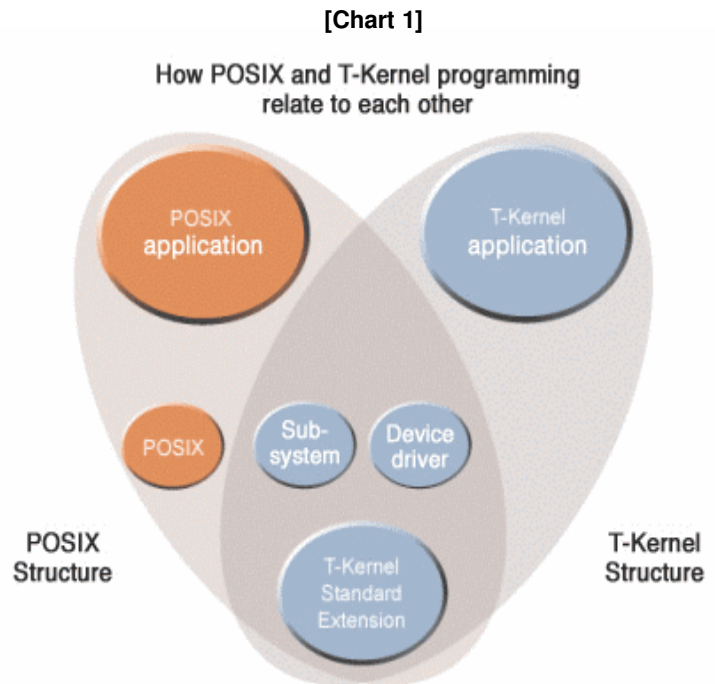 [Chart 1]
How POSIX and T-Kernel programming
relate to each other
POSIX
application
T-Kernel
application
POSIX
Sub-
system
Device
driver
POSIX
Structure
T-Kernel
Standard
Extension
T-Kernel
Structure